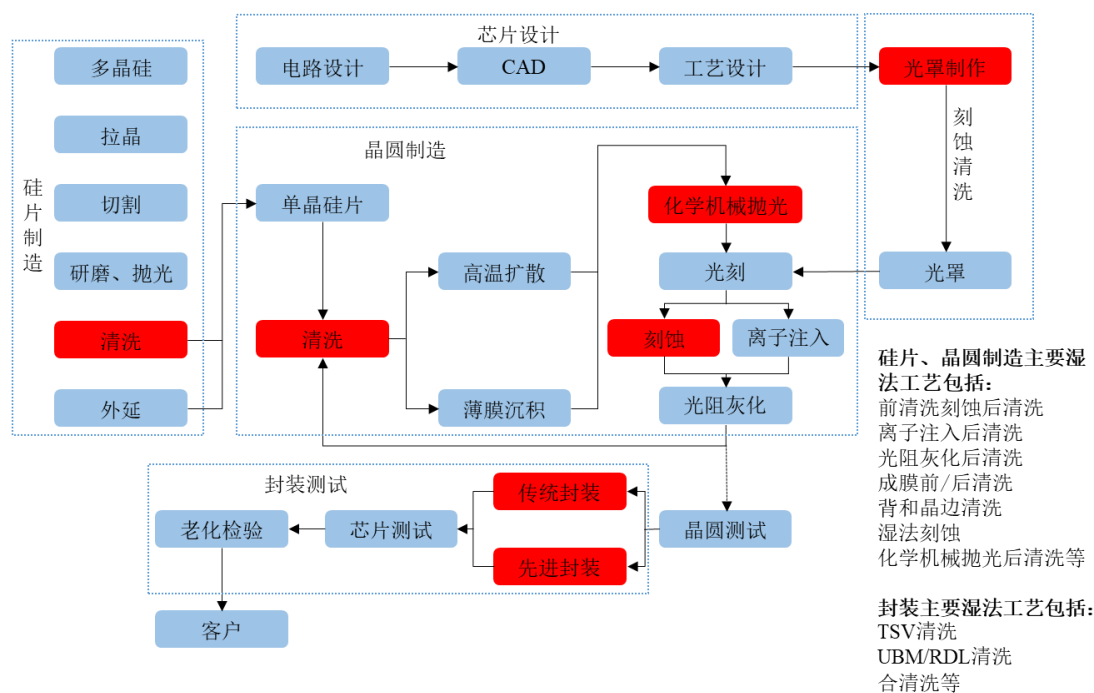 芯片设计
电路设计
CAD
工艺设计
光罩制作
刻蚀清洗
光罩
硅片制造
多晶硅
拉晶
切割
研磨、抛光
清洗
外延
晶圆制造
单晶硅片
清洗
高温扩散
薄膜沉积
化学机械抛光
光刻
刻蚀
离子注入
光阻灰化
封装测试
传统封装
先进封装
晶圆测试
芯片测试
老化检验
客户
硅片、晶圆制造主要湿
法工艺包括：
前清洗刻蚀后清洗
离子注入后清洗
光阻灰化后清洗
成膜前/后清洗
背和晶边清洗
湿法刻蚀
化学机械抛光后清洗等
封装主要湿法工艺包括：
TSV清洗
UBM/RDL清洗
合清洗等